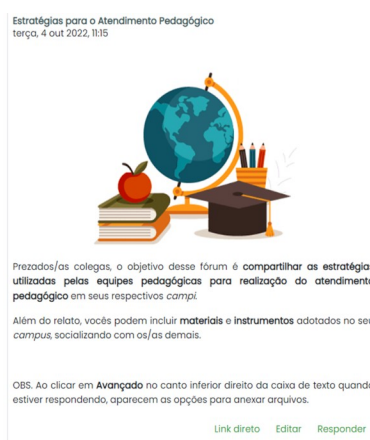 Estratégias para o Atendimento Pedagógico
terça, 4 out 2022, 11:15
Prezados/as colegas, o objetivo desse fórum é compartilhar as estratégias
utilizadas pelas equipes pedagógicas para realização do atendimento
pedagógico em seus respectivos campi.
Além do relato, vocês podem incluir materiais e instrumentos adotados no seu
campus, socializando com os/as demais.
OBS. Ao clicar em Avançado no canto inferior direito da caixa de texto quando
estiver respondendo, aparecem as opções para anexar arquivos.
Link direto Editar Responder